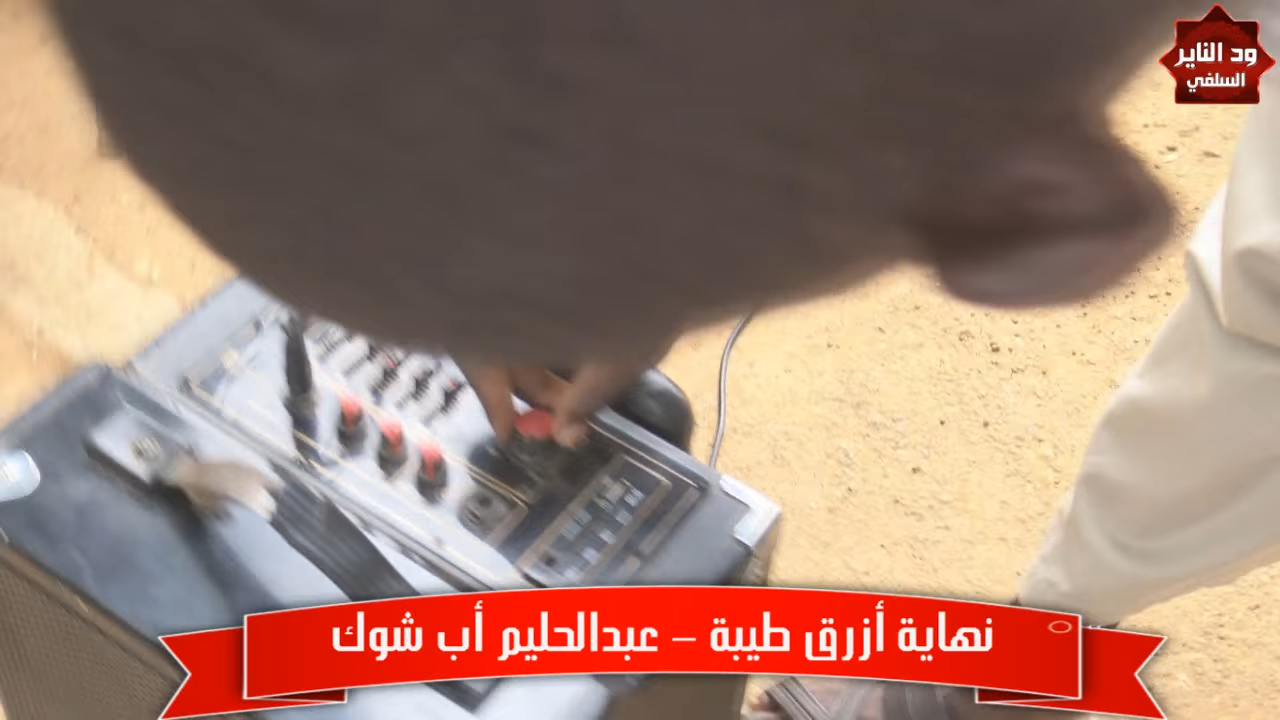 ود الناير
السلفي
نهاية أزرق طيبة – عبدالحليم أب شوك